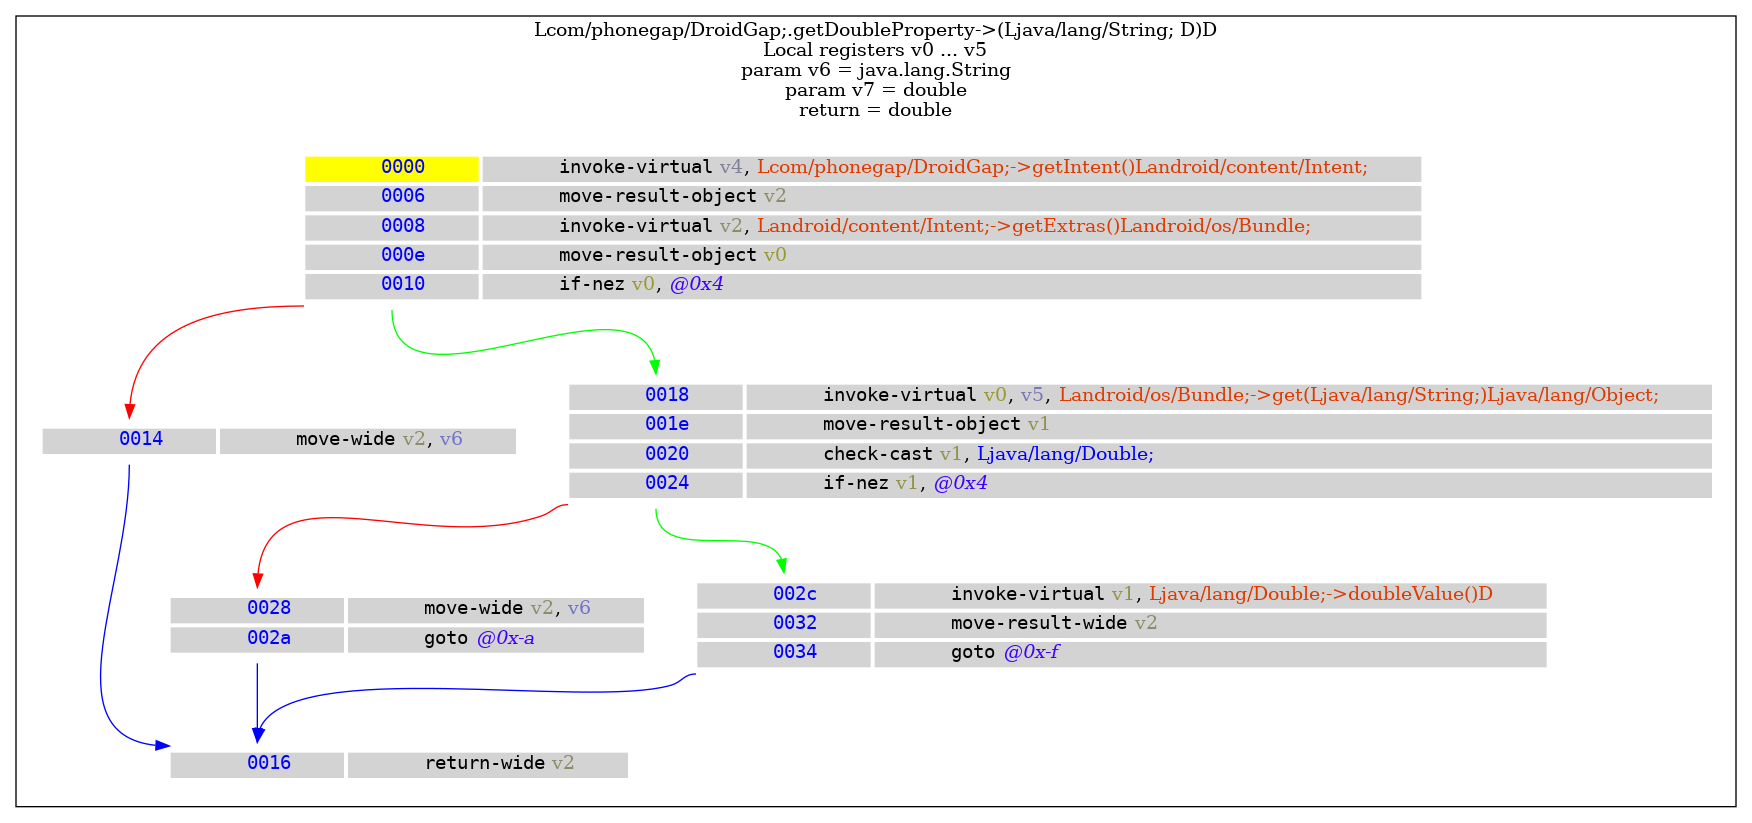 Lcom/phonegap/DroidGap;.getDoubleProperty->(Ljava/lang/String; D)D
Local registers v0 ... v5
param v6 = java.lang.String
param v7 = double
return = double
0000 invoke-virtual v4, Lcom/phonegap/DroidGap;->getIntent()Landroid/content/Intent;
0006 move-result-object v2
0008 invoke-virtual v2, Landroid/content/Intent;->getExtras()Landroid/os/Bundle;
000e move-result-object v0
0010 if-nez v0, @0x4
0018 invoke-virtual v0, v5, Landroid/os/Bundle;->get(Ljava/lang/String;)Ljava/lang/Object;
001e move-result-object v1
0020 check-cast v1, Ljava/lang/Double;
0024 if-nez v1, @0x4
0014 move-wide v2, v6
0028 move-wide v2, v6
002a goto @0x-a
002c invoke-virtual v1, Ljava/lang/Double;->doubleValue()D
0032 move-result-wide v2
0034 goto @0x-f
0016 return-wide v2